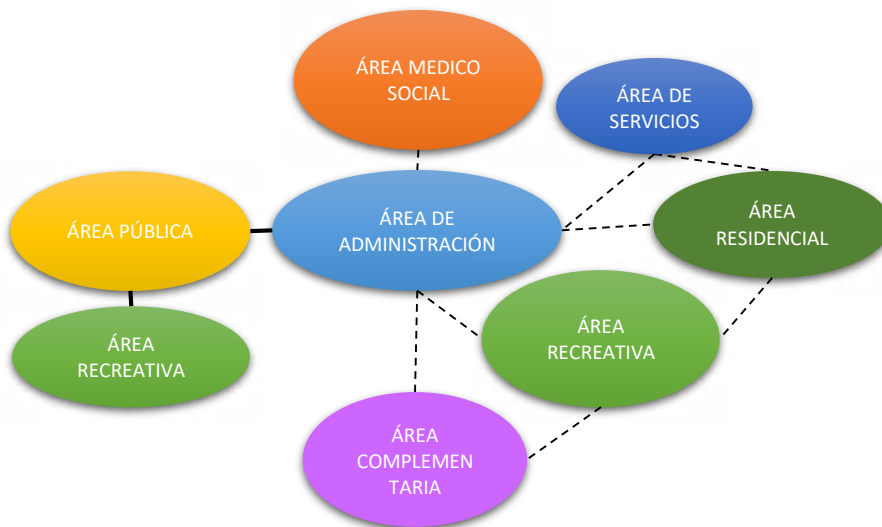 ÁREA MEDICO
SOCIAL
ÁREA DE
SERVICIOS
ÁREA PÚBLICA
ÁREA DE
ADMINISTRACIÓN
ÁREA
RESIDENCIAL
ÁREA
RECREATIVA
ÁREA
RECREATIVA
ÁREA
COMPLEMEN
TARIA